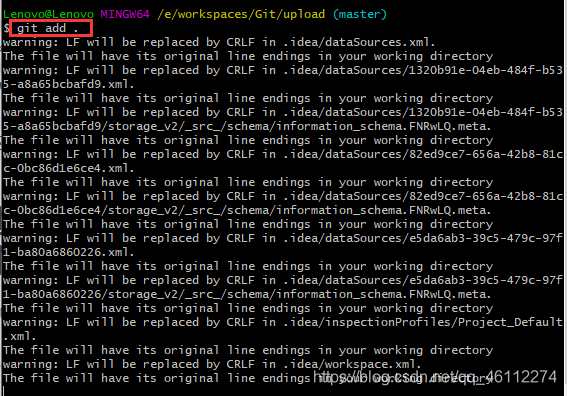 Lenovo@Lenovo MINGW64 /e/workspaces/Git/upload (master)
$ git add .
warning: LF will be replaced by CRLF in .idea/dataSources.xml.
The file will have its original line endings in your working directory
warning: LF will be replaced by CRLF in .idea/dataSources/1320b91e-04eb-484f-b53
5-a8a65bcbafd9.xml.
The file will have its original line endings in your working directory
warning: LF will be replaced by CRLF in .idea/dataSources/1320b91e-04eb-484f-b53
5-a8a65bcbafd9/storage_v2/_src_/schema/information_schema.FNRwLQ.meta.
The file will have its original line endings in your working directory
warning: LF will be replaced by CRLF in .idea/dataSources/82ed9ce7-656a-42b8-81c
c-0bc86d1e6ce4.xml.
The file will have its original line endings in your working directory
warning: LF will be replaced by CRLF in .idea/dataSources/82ed9ce7-656a-42b8-81c
c-0bc86d1e6ce4/storage_v2/_src_/schema/information_schema.FNRwLQ.meta.
The file will have its original line endings in your working directory
warning: LF will be replaced by CRLF in .idea/dataSources/e5da6ab3-39c5-479c-97f
1-ba80a6860226.xml.
The file will have its original line endings in your working directory
warning: LF will be replaced by CRLF in .idea/dataSources/e5da6ab3-39c5-479c-97f
1-ba80a6860226/storage_v2/_src_/schema/information_schema.FNRwLQ.meta.
The file will have its original line endings in your working directory
warning: LF will be replaced by CRLF in .idea/inspectionProfiles/Project_Default
.xml.
The file will have its original line endings in your working directory
warning: LF will be replaced by CRLF in .idea/workspace.xml.
The file will have its original line endings in your working directory
https://blog.csdn.net/qq_46112274